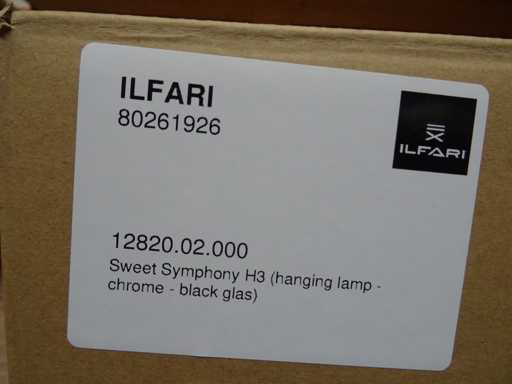 ILFARI
80261926
ILFARI
12820.02.000
Sweet Symphony H3 (hanging lamp -
chrome - black glas)